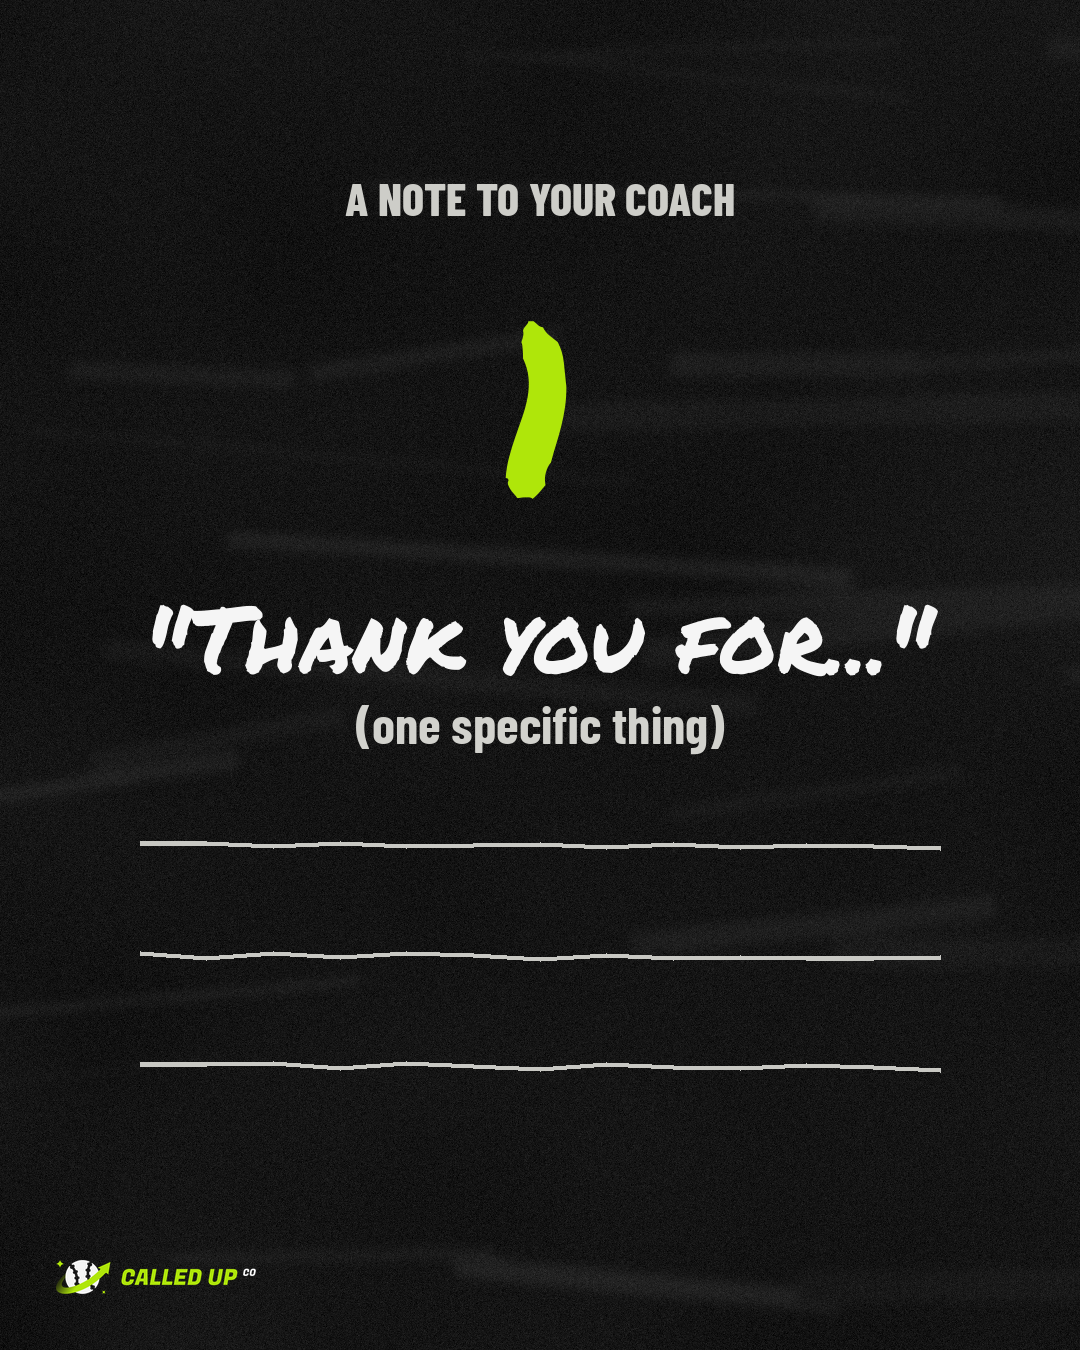 A NOTE TO YOUR COACH
1
"THANK YOU FOR..."
(one specific thing)
CALLED UP CO